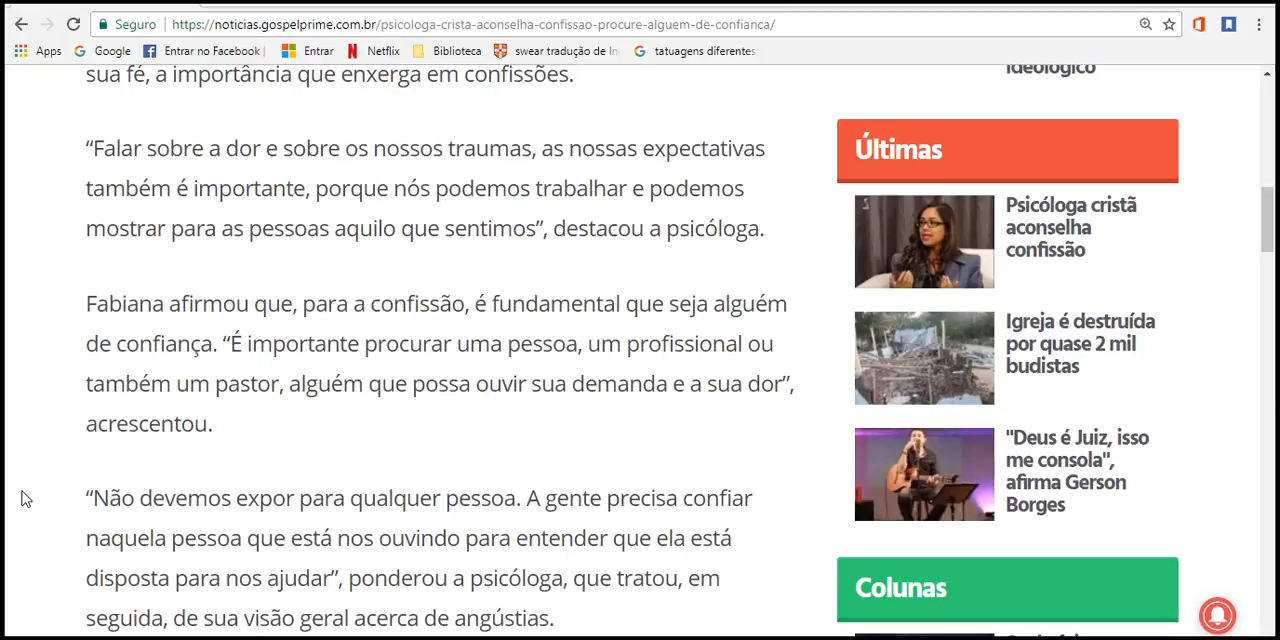 Seguro
https://noticias.gospelprime.com.br/psicologa-crista-aconselha-confissao-procure-alguem-de-confianca/
Apps
Google
Entrar no Facebook
Entrar
Netflix
Biblioteca
swear tradução de In
tatuagens diferentes
sua fé, a importância que enxerga em confissões.
“Falar sobre a dor e sobre os nossos traumas, as nossas expectativas
também é importante, porque nós podemos trabalhar e podemos
mostrar para as pessoas aquilo que sentimos”, destacou a psicóloga.
Fabiana afirmou que, para a confissão, é fundamental que seja alguém
de confiança. “É importante procurar uma pessoa, um profissional ou
também um pastor, alguém que possa ouvir sua demanda e a sua dor”,
acrescentou.
“Não devemos expor para qualquer pessoa. A gente precisa confiar
naquela pessoa que está nos ouvindo para entender que ela está
disposta para nos ajudar”, ponderou a psicóloga, que tratou, em
seguida, de sua visão geral acerca de angústias.
ideológico
Últimas
Psicóloga cristã
aconselha
confissão
Igreja é destruída
por quase 2 mil
budistas
"Deus é Juiz, isso
me consola",
afirma Gerson
Borges
Colunas